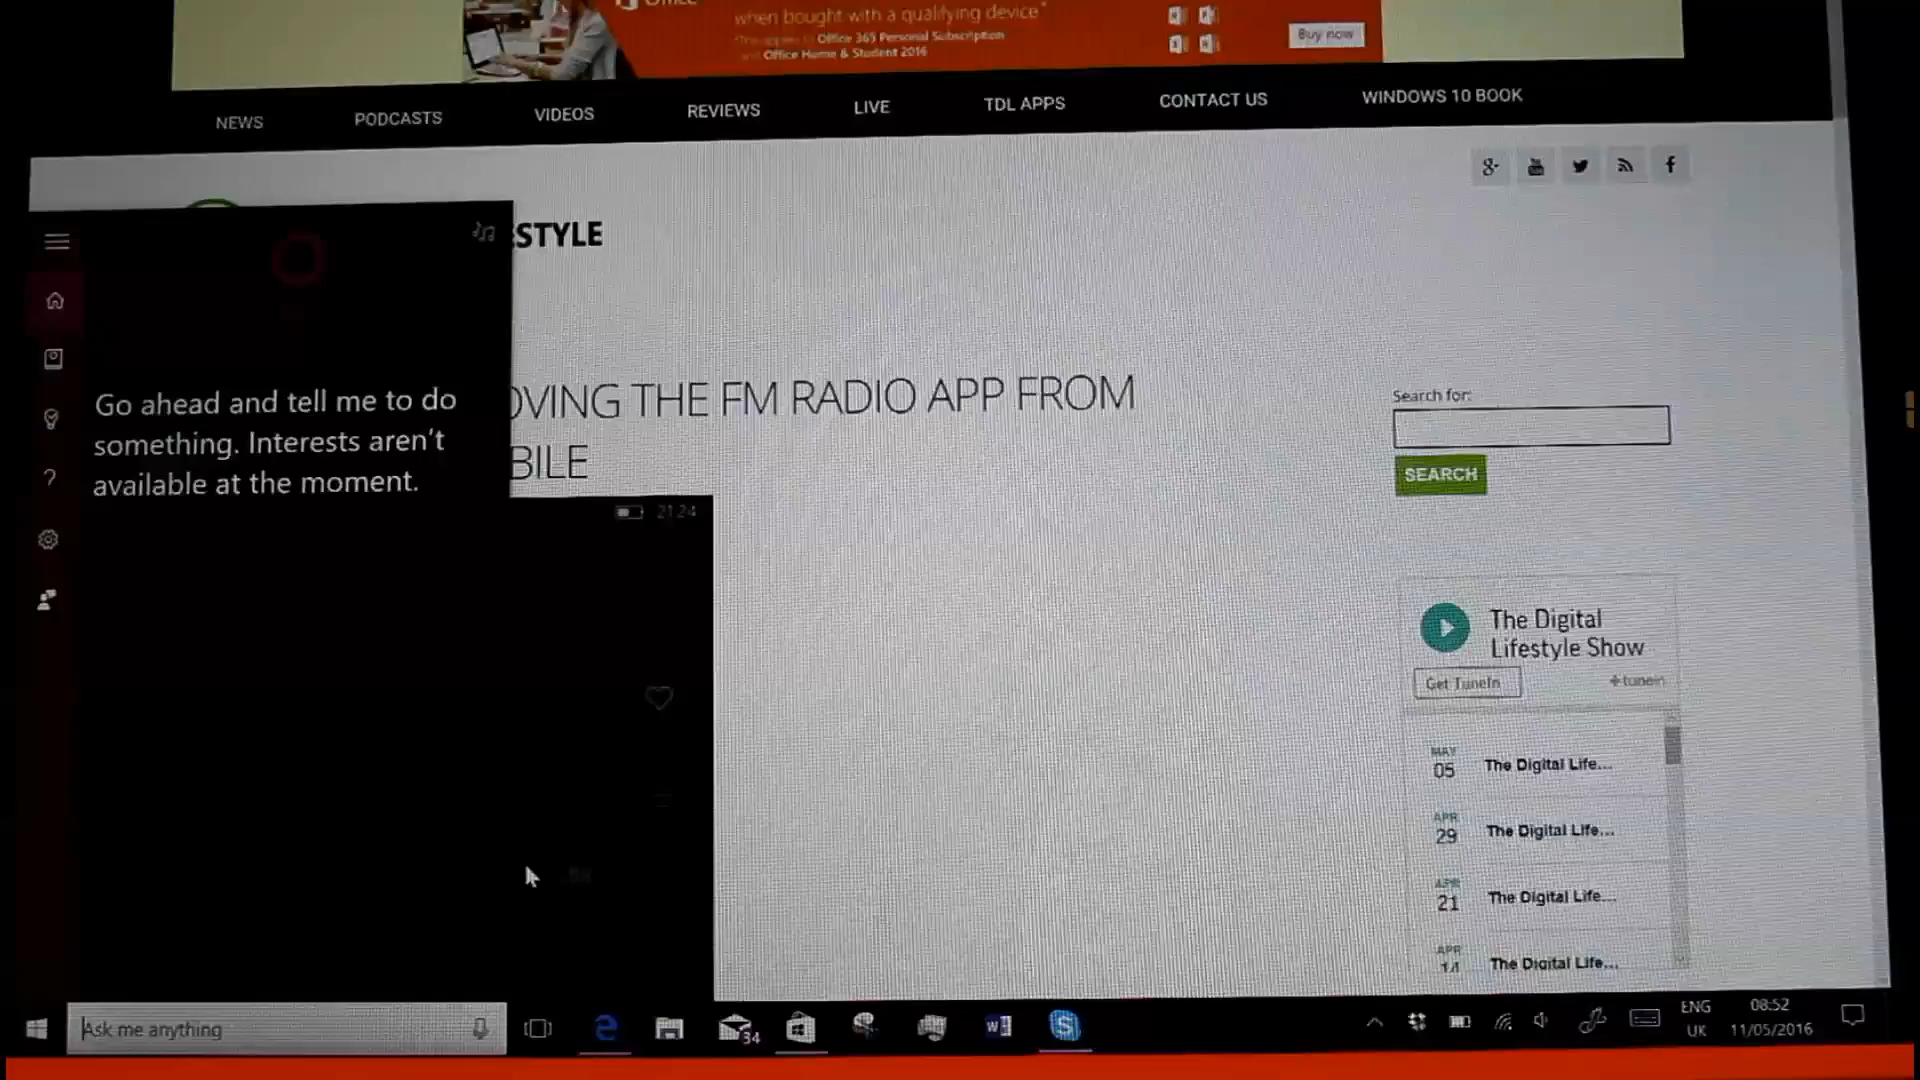 when bought with a qualifying device*
Office 365 Personal Subscription
Office Home & Student 2016
Buy now
NEWS
PODCASTS
VIDEOS
REVIEWS
LIVE
TDL APPS
CONTACT US
WINDOWS 10 BOOK
ESTYLE
Go ahead and tell me to do
something. Interests aren't
available at the moment.
OVING THE FM RADIO APP FROM
BILE
21:24
Search for:
SEARCH
The Digital
Lifestyle Show
Get TuneIn
tunein
MAY
05
The Digital Life...
APR
29
The Digital Life...
APR
21
The Digital Life...
APR
14
The Digital Life...
Ask me anything
34
ENG
UK
08:52
11/05/2016